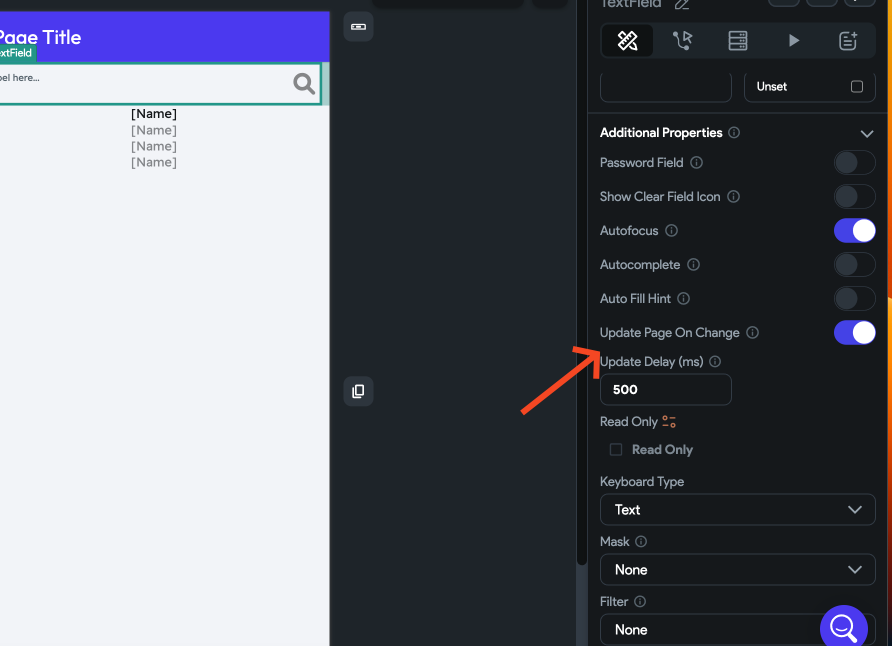 TextField
Page Title
extField
bel here...
[Name]
[Name]
[Name]
[Name]
Unset
Additional Properties
Password Field
Show Clear Field Icon
Autofocus
Autocomplete
Auto Fill Hint
Update Page On Change
Update Delay (ms)
500
Read Only
Read Only
Keyboard Type
Text
Mask
None
Filter
None